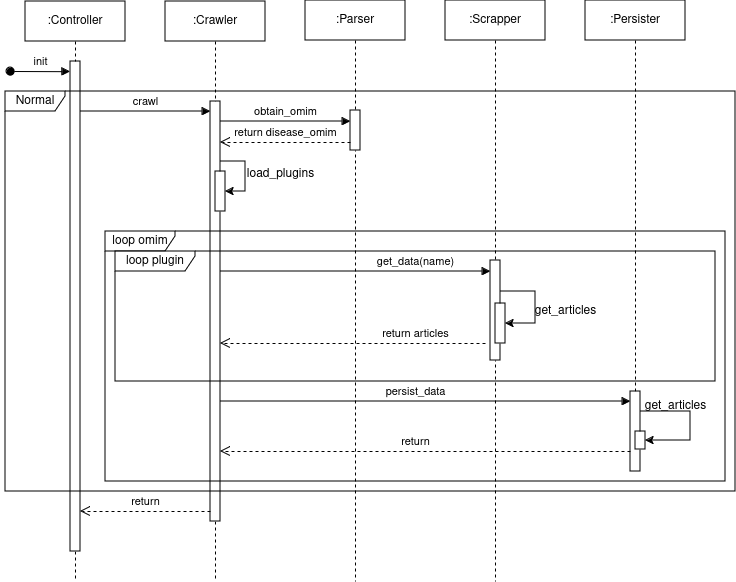 :Controller
:Crawler
:Parser
:Scrapper
:Persister
init
Normal
crawl
obtain_omim
return disease_omim
load_plugins
loop omim
loop plugin
get_data(name)
get_articles
return articles
persist_data
get_articles
return
return